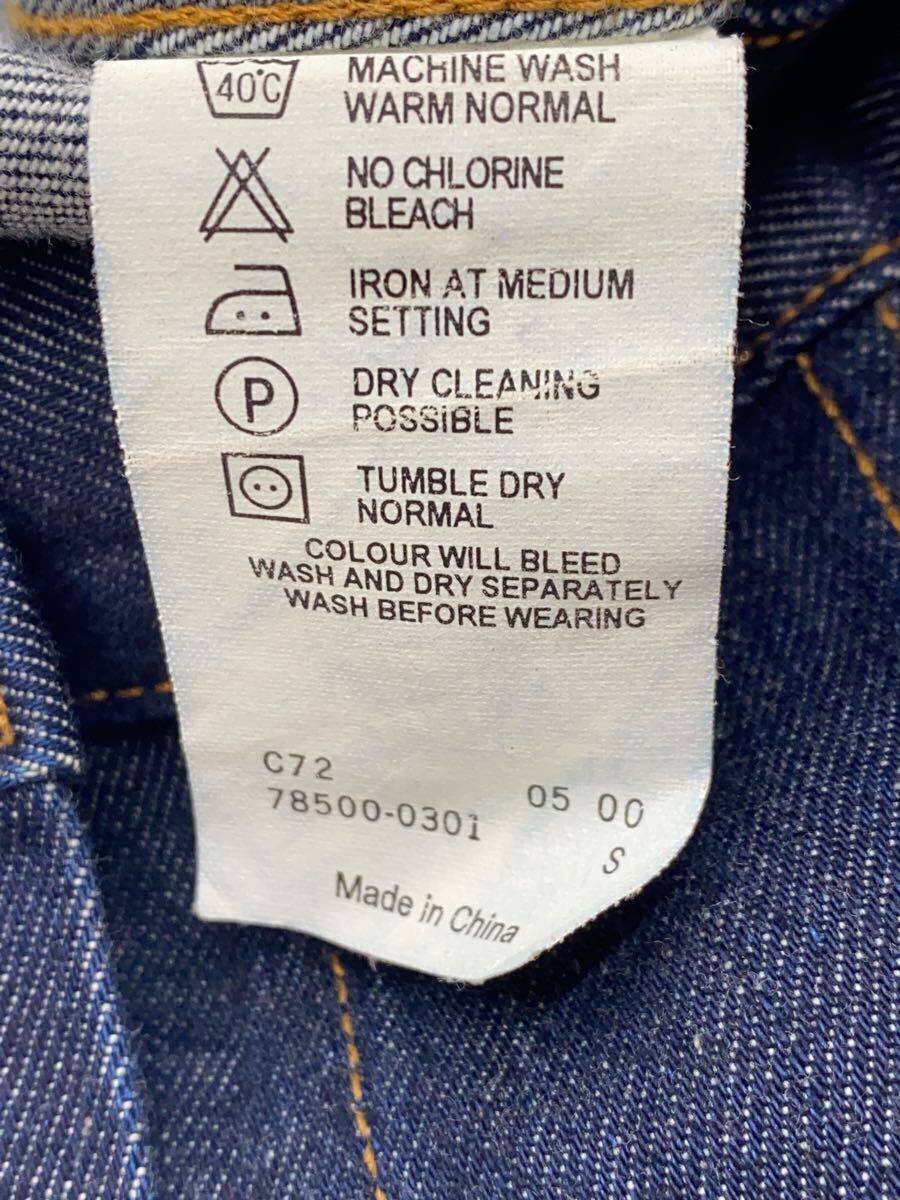 40°C
MACHINE WASH
WARM NORMAL
NO CHLORINE
BLEACH
IRON AT MEDIUM
SETTING
P
DRY CLEANING
POSSIBLE
TUMBLE DRY
NORMAL
COLOUR WILL BLEED
WASH AND DRY SEPARATELY
WASH BEFORE WEARING
C72
78500-0301
05 00
S
Made in China